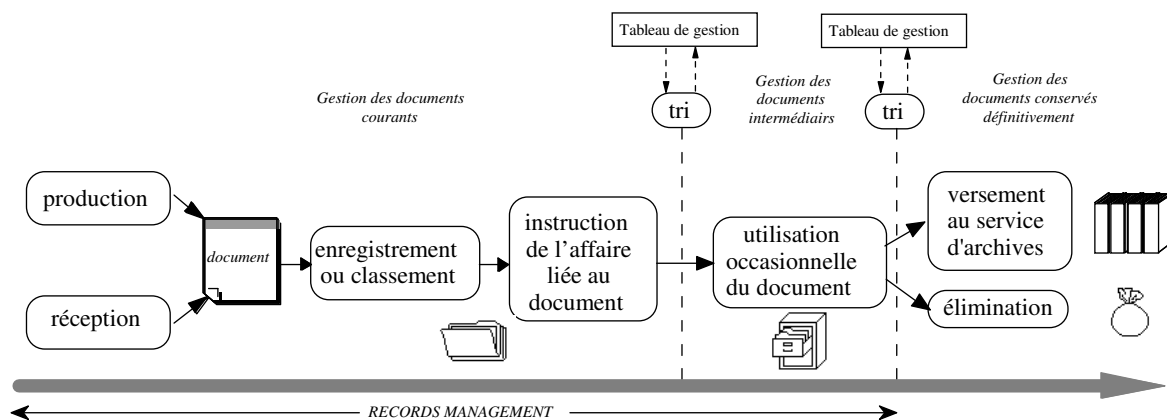 Tableau de gestion
Tableau de gestion
Gestion des documents
courants
tri
Gestion des
documents
intermédiairs
tri
Gestion des
documents conservés
définitivement
production
réception
document
enregistrement
ou classement
instruction
de l’affaire
liée au
document
utilisation
occasionnelle
du document
versement
au service
d'archives
élimination
RECORDS MANAGEMENT